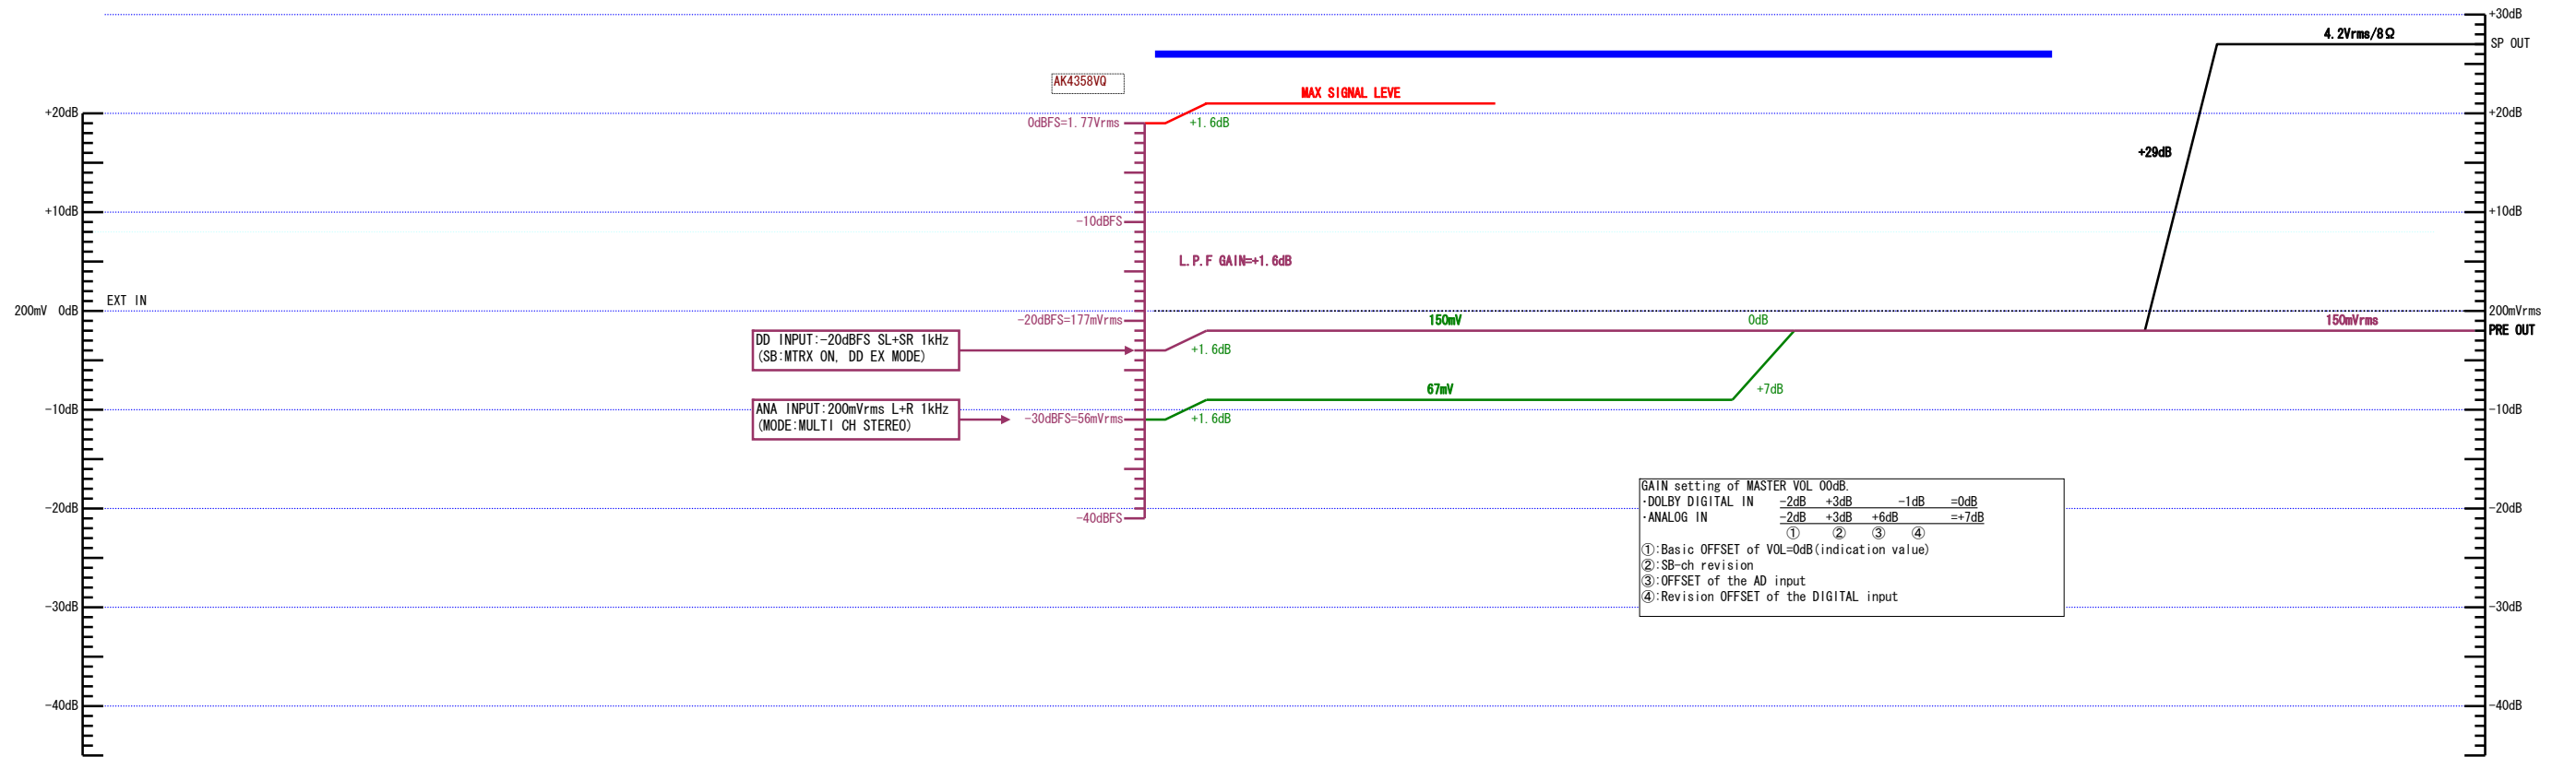 +30dB
4.2Vrms/8Ω
SP OUT
AK4358VQ
MAX SIGNAL LEVE
+20dB
0dBFS=1.77Vrms
+1.6dB
+20dB
+29dB
+10dB
-10dBFS
+10dB
L.P.F GAIN=+1.6dB
EXT IN
200mV 0dB
-20dBFS=177mVrms
150mV
0dB
150mVrms
200mVrms
PRE OUT
DD INPUT:-20dBFS SL+SR 1kHz
(SB:MTRX ON, DD EX MODE)
+1.6dB
67mV
+7dB
-10dB
ANA INPUT:200mVrms L+R 1kHz
(MODE:MULTI CH STEREO)
-30dBFS=56mVrms
+1.6dB
-10dB
GAIN setting of MASTER VOL 00dB.
·DOLBY DIGITAL IN -2dB +3dB -1dB =0dB
·ANALOG IN -2dB +3dB +6dB =+7dB
① ② ③ ④
①:Basic OFFSET of VOL=0dB(indication value)
②:SB-ch revision
③:OFFSET of the AD input
④:Revision OFFSET of the DIGITAL input
-20dB
-40dBFS
-20dB
-30dB
-30dB
-40dB
-40dB